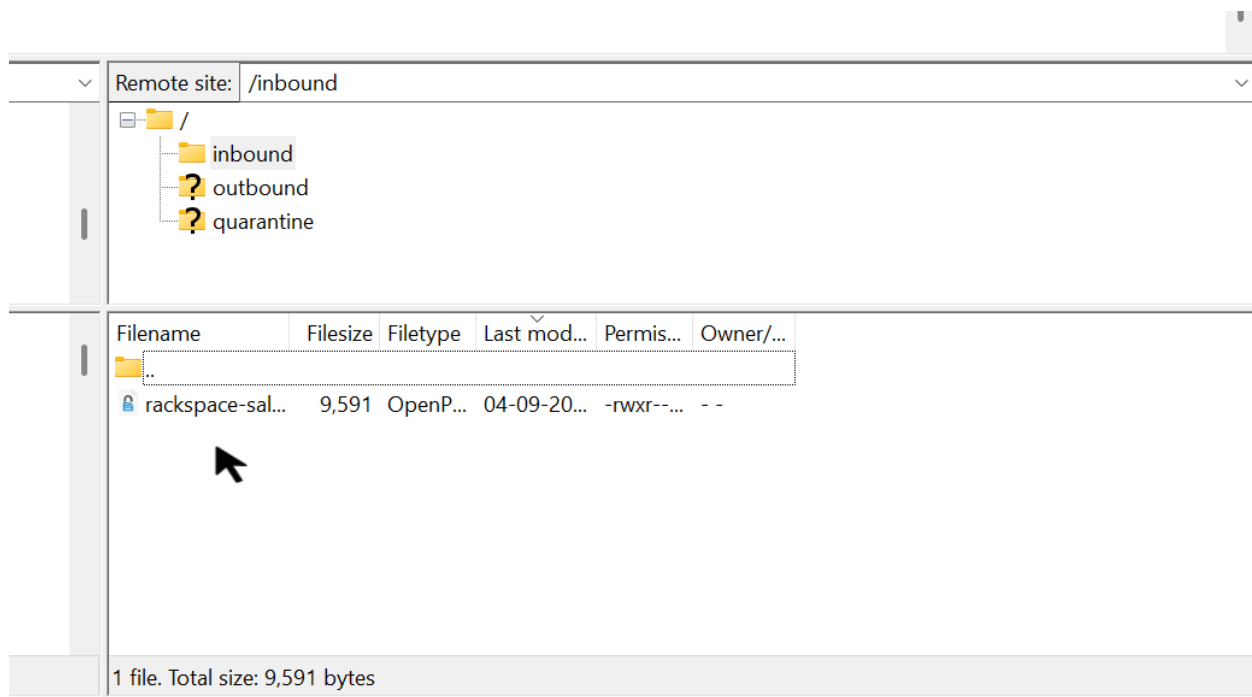 Remote site: /inbound
/
inbound
? outbound
? quarantine
Filename Filesize Filetype Last mod... Permis... Owner/...
..
rackspace-sal... 9,591 OpenP... 04-09-20... -rwxr--... - -
1 file. Total size: 9,591 bytes